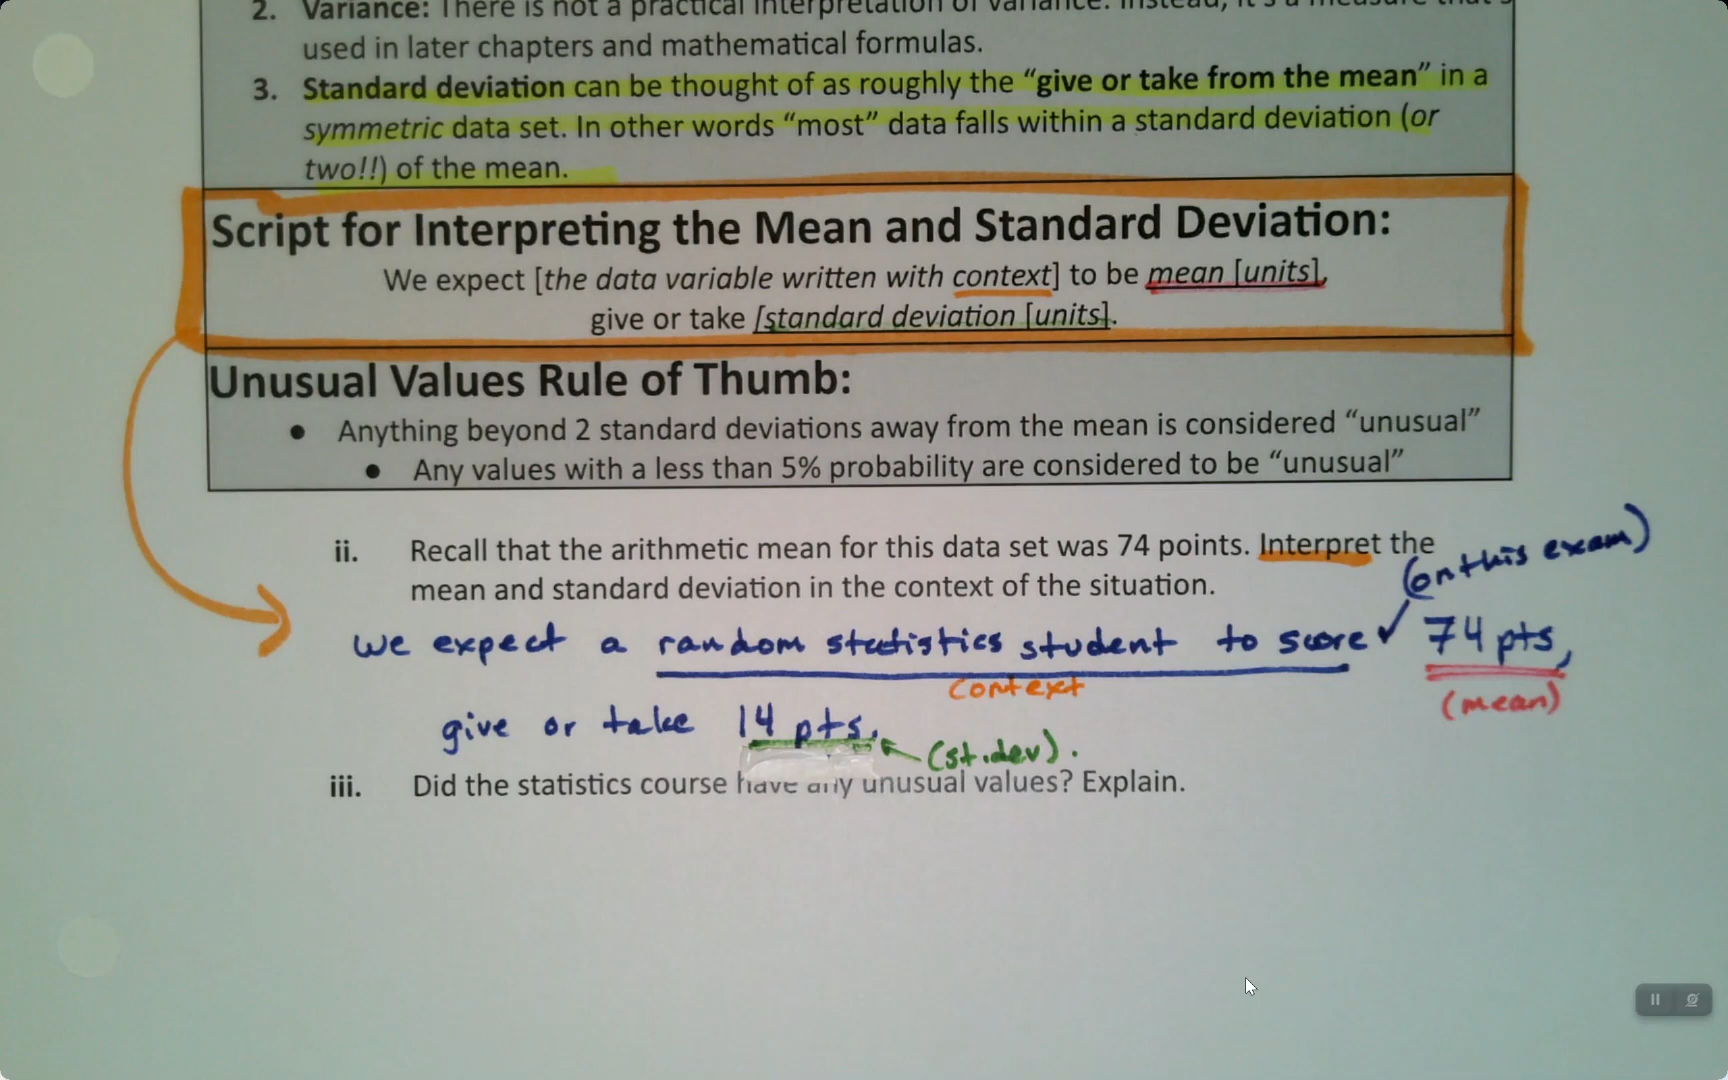 2. Variance: There is not a practical interpretation of variance. Instead, it's a measure that's
used in later chapters and mathematical formulas.
3. Standard deviation can be thought of as roughly the “give or take from the mean” in a
symmetric data set. In other words “most” data falls within a standard deviation (or
two!!) of the mean.
Script for Interpreting the Mean and Standard Deviation:
We expect [the data variable written with context] to be mean [units],
give or take [standard deviation [units].
Unusual Values Rule of Thumb:
● Anything beyond 2 standard deviations away from the mean is considered “unusual”
● Any values with a less than 5% probability are considered to be “unusual”
ii. Recall that the arithmetic mean for this data set was 74 points. Interpret the
mean and standard deviation in the context of the situation.
(on this exam)
we expect a random statistics student to score ✓ 74 pts,
context
(mean)
give or take 14 pts.
(st.dev).
iii. Did the statistics course have any unusual values? Explain.